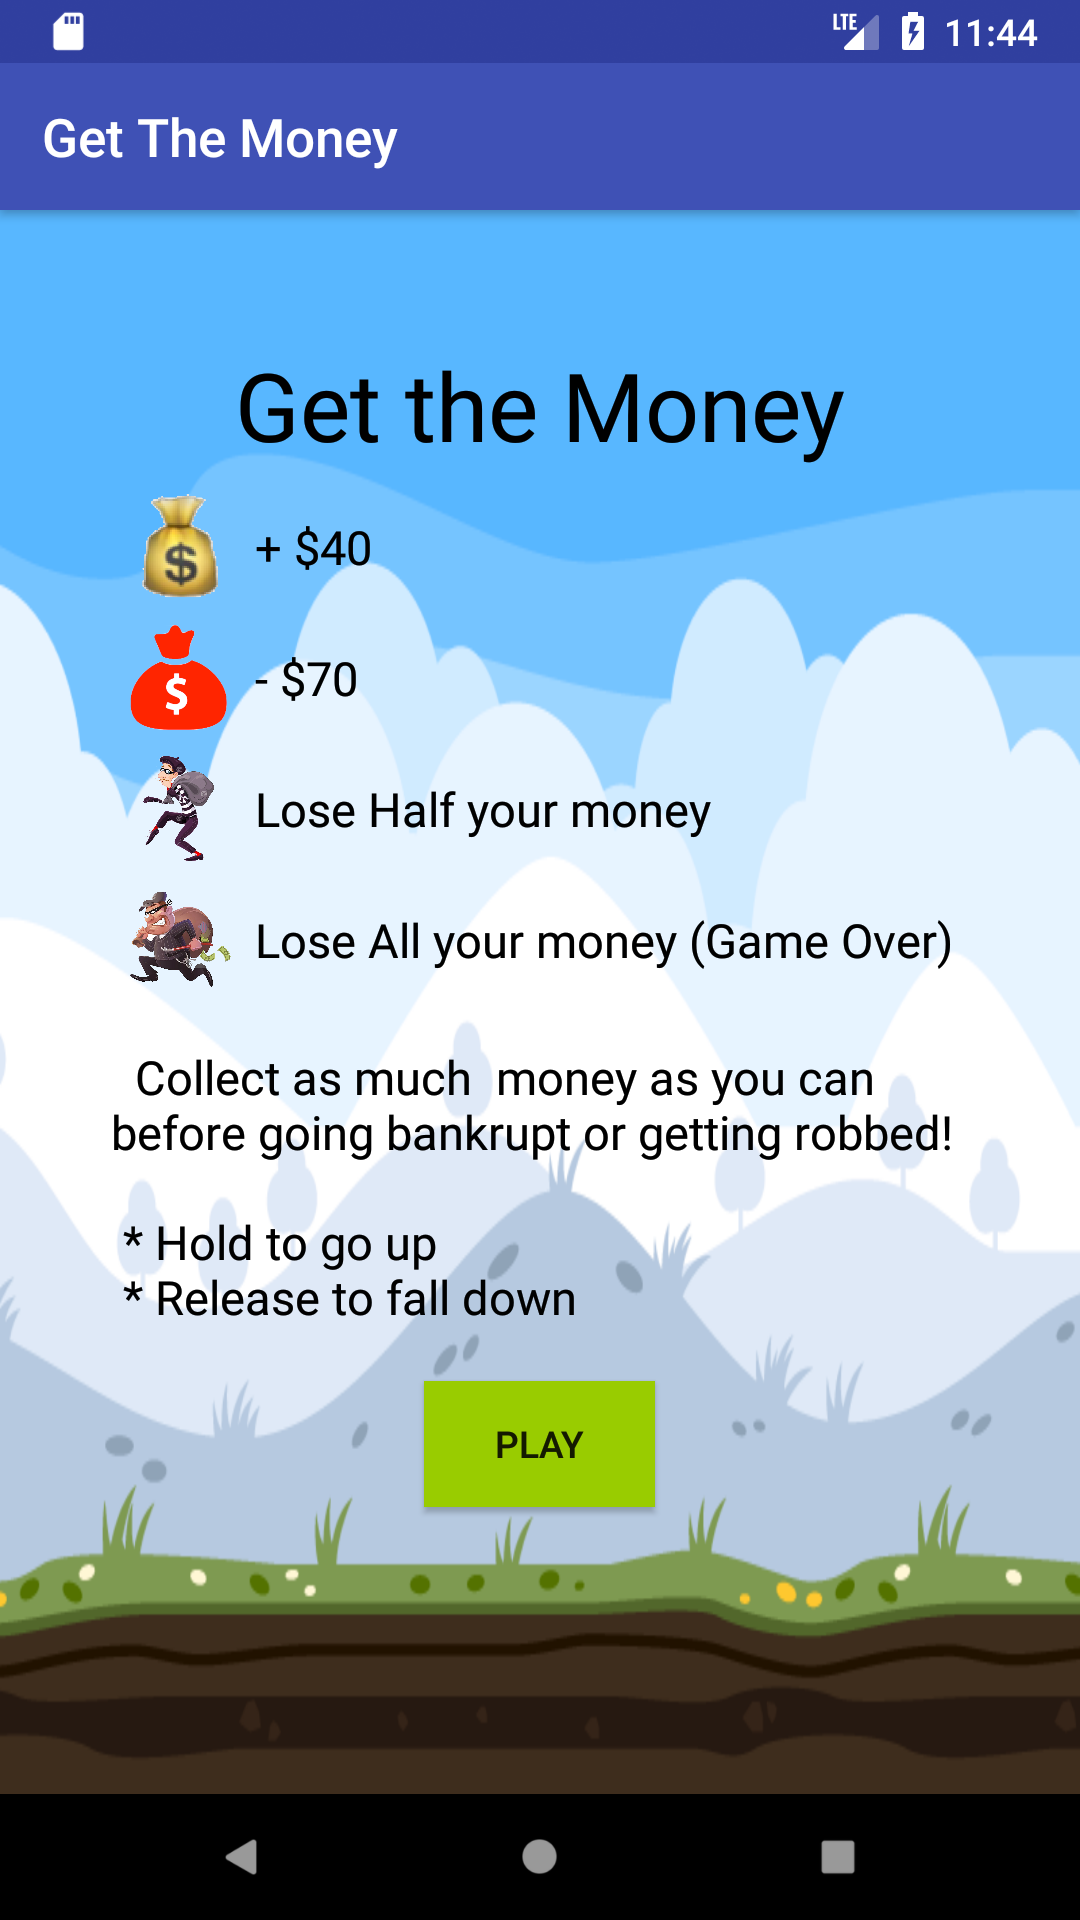 LTE 11:44
Get The Money
Get the Money
$ + $40
$ - $70
Lose Half your money
Lose All your money (Game Over)
Collect as much  money as you can
before going bankrupt or getting robbed!
* Hold to go up
* Release to fall down
PLAY